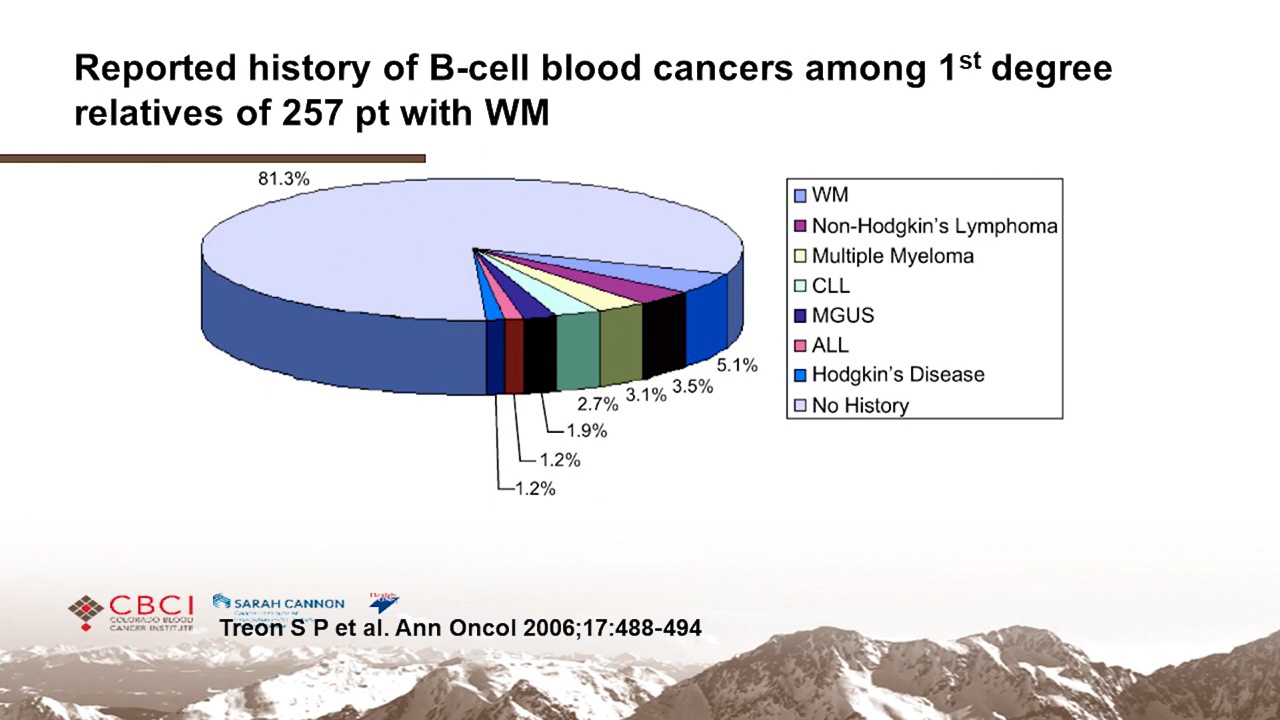 Reported history of B-cell blood cancers among 1st degree
relatives of 257 pt with WM
81.3%
5.1%
3.5%
3.1%
2.7%
1.9%
1.2%
1.2%
WM
Non-Hodgkin’s Lymphoma
Multiple Myeloma
CLL
MGUS
ALL
Hodgkin’s Disease
No History
CBCI
COLORADO BLOOD
CANCER INSTITUTE
SARAH CANNON
Treon S P et al. Ann Oncol 2006;17:488-494